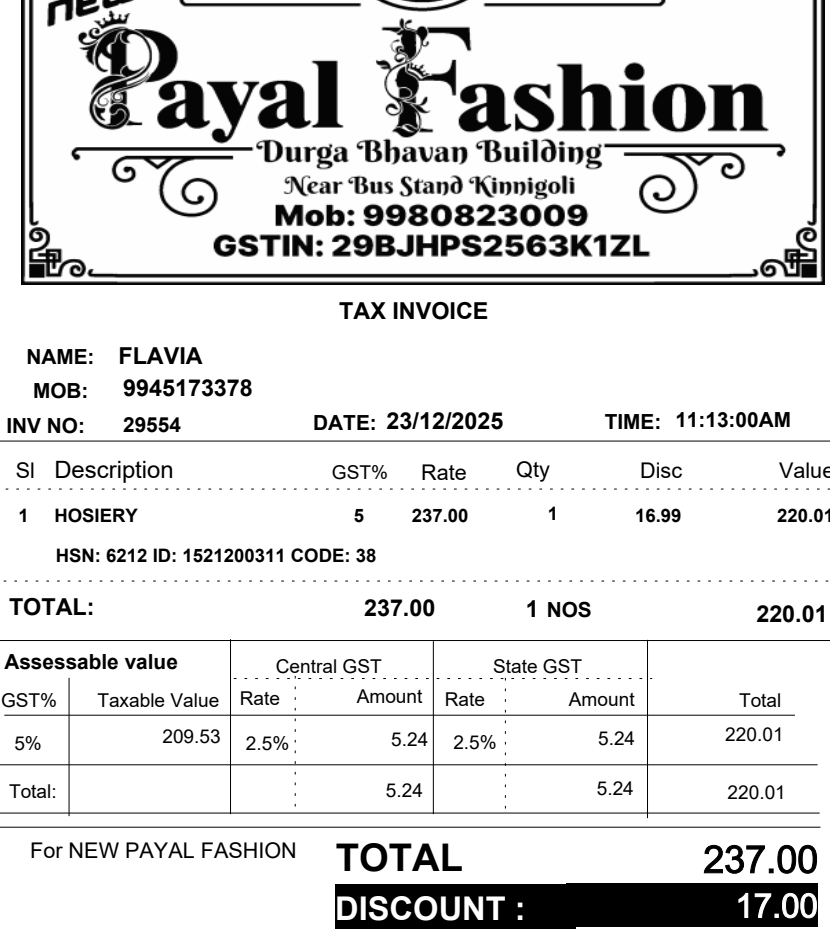 new
Payal Fashion
Durga Bhavan Building
Near Bus Stand Kinnigoli
Mob: 9980823009
GSTIN: 29BJHPS2563K1ZL
TAX INVOICE
NAME: FLAVIA
MOB: 9945173378
INV NO: 29554 DATE: 23/12/2025 TIME: 11:13:00AM
Sl Description GST% Rate Qty Disc Value
1 HOSIERY 5 237.00 1 16.99 220.01
HSN: 6212 ID: 1521200311 CODE: 38
TOTAL: 237.00 1 NOS 220.01
Assessable value Central GST State GST
GST% Taxable Value Rate Amount Rate Amount Total
5% 209.53 2.5% 5.24 2.5% 5.24 220.01
Total: 5.24 5.24 220.01
For NEW PAYAL FASHION TOTAL 237.00
DISCOUNT : 17.00